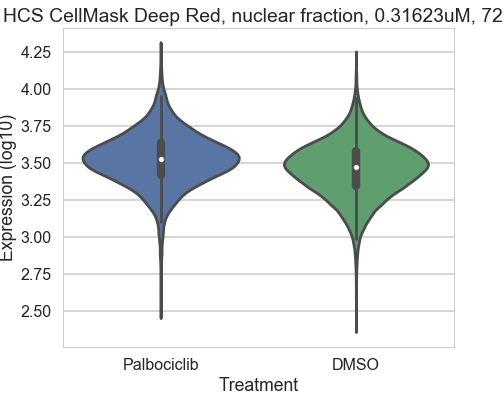 HCS CellMask Deep Red, nuclear fraction, 0.31623uM, 72
Expression (log10)
4.25
4.00
3.75
3.50
3.25
3.00
2.75
2.50
Palbociclib DMSO
Treatment